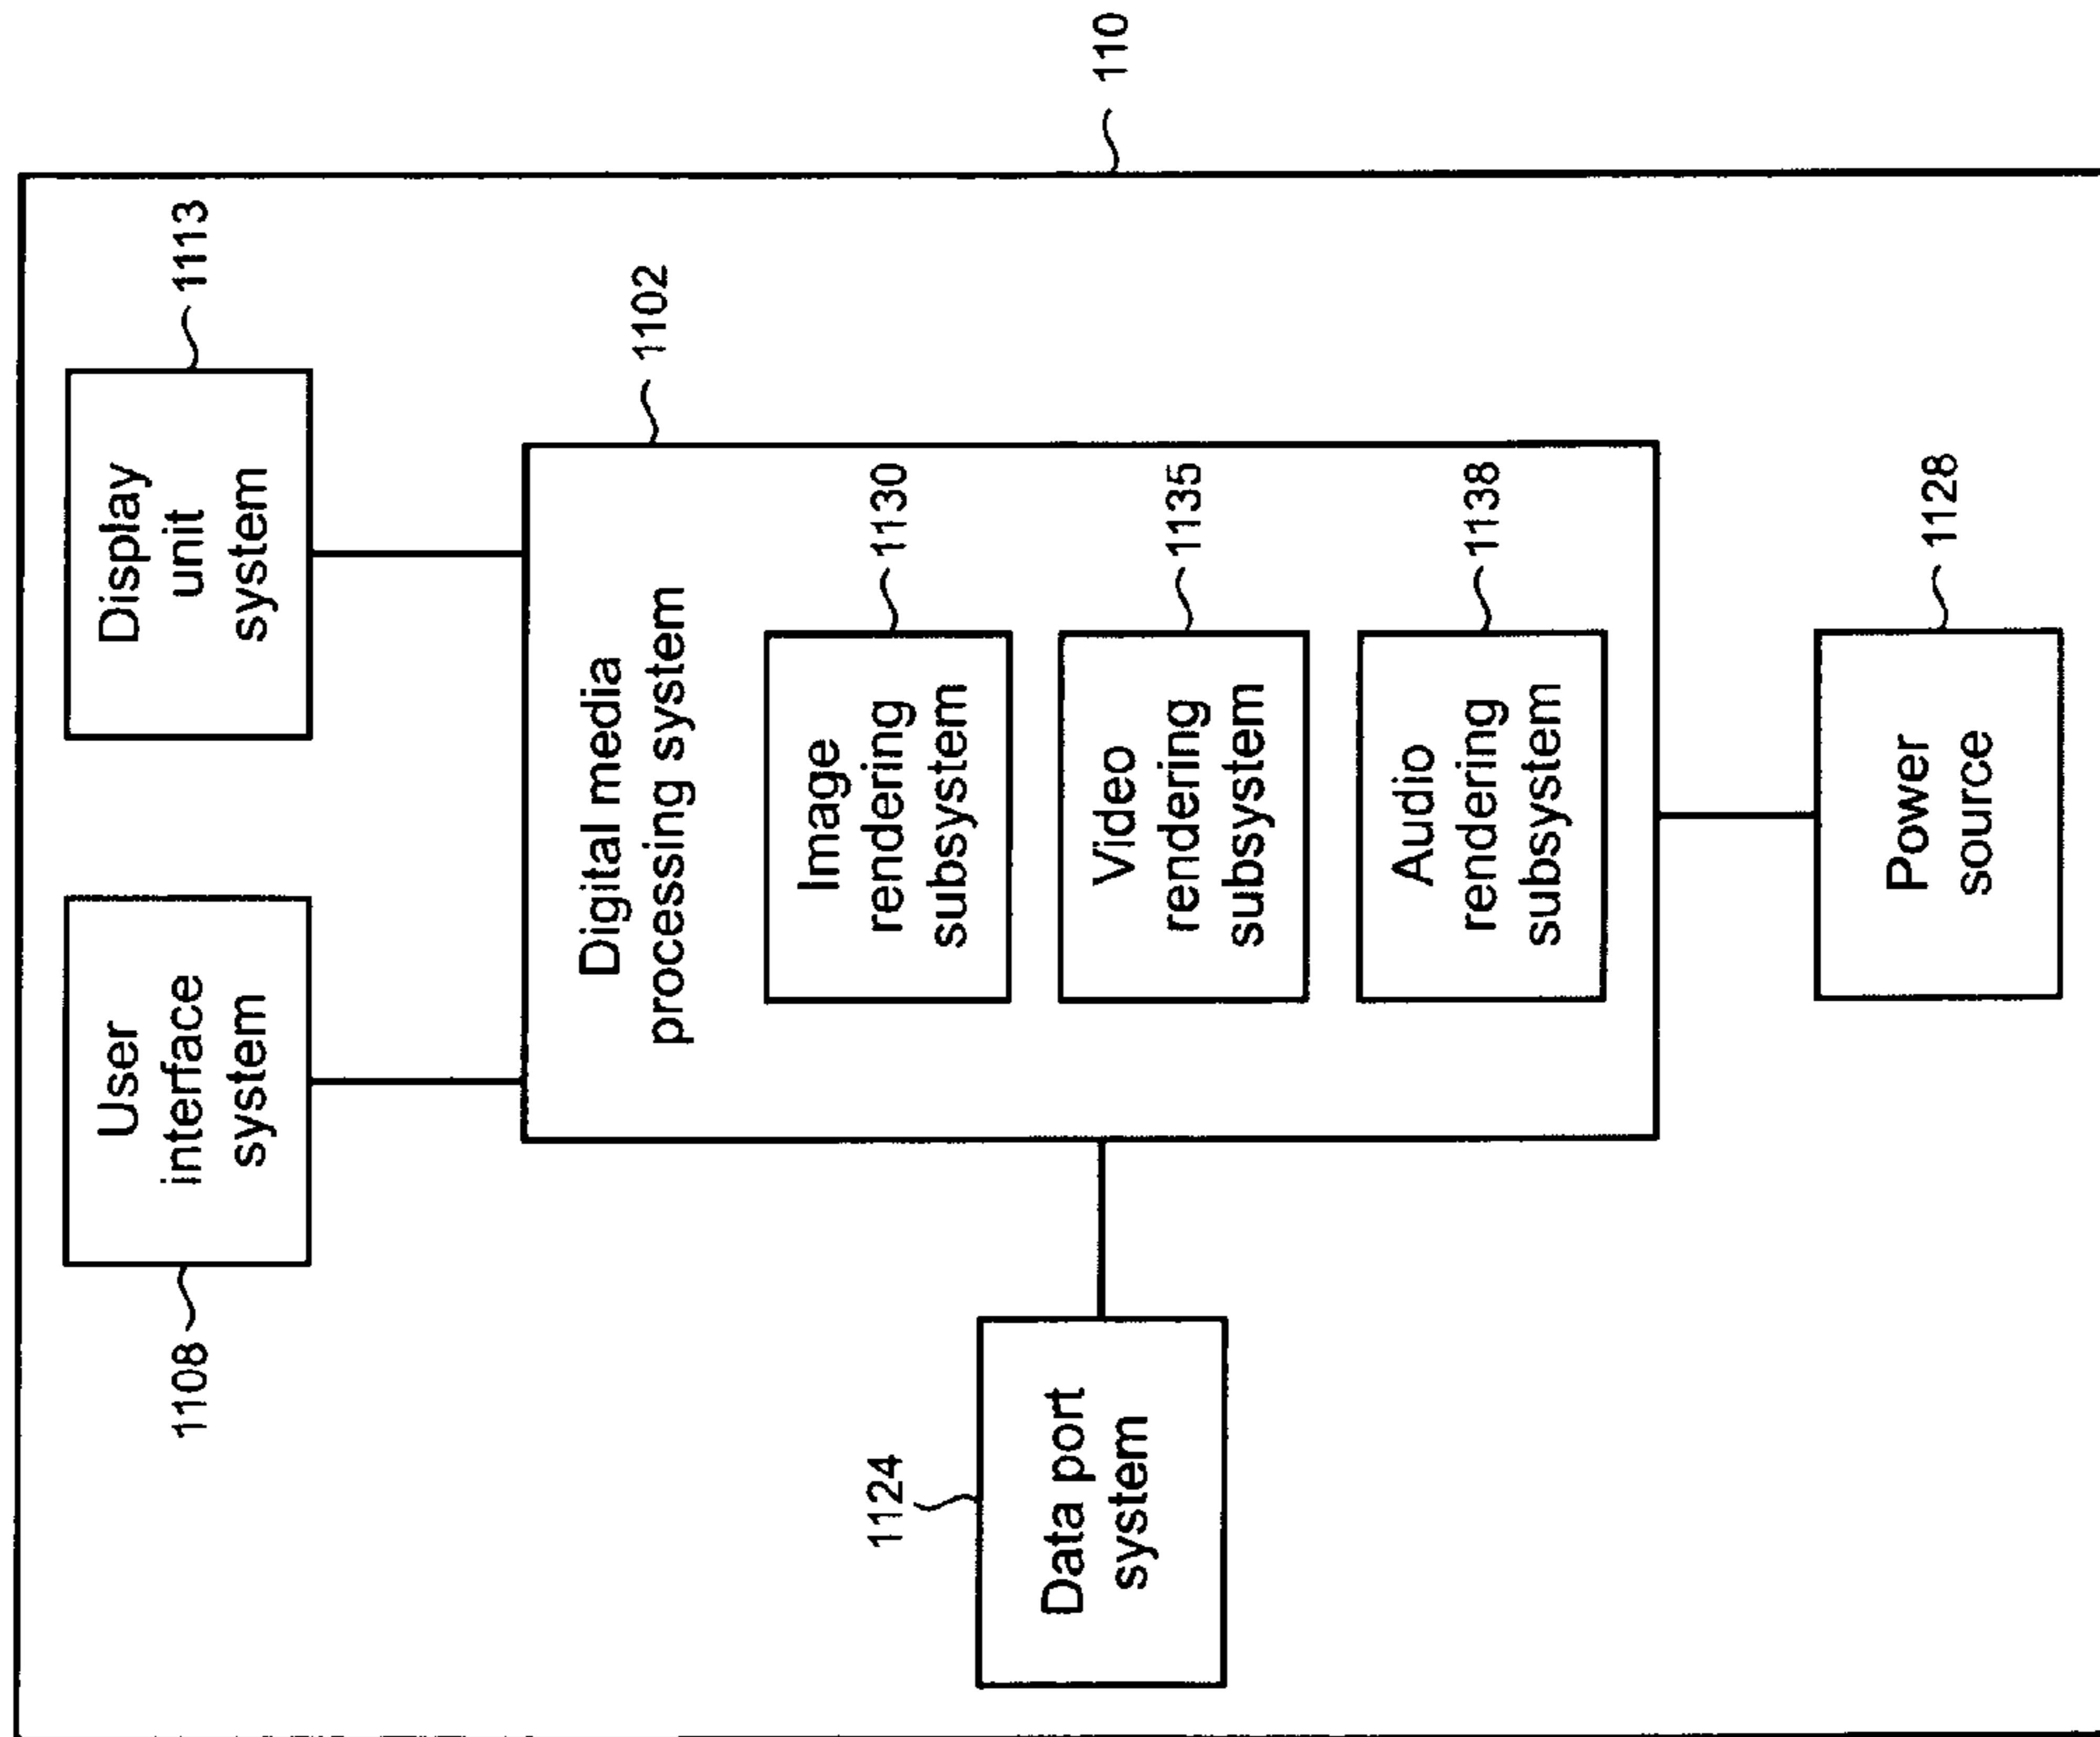 User
interface
system
1108
Display
unit
system
1113
110
Digital media
processing system
1102
Image
rendering
subsystem
1130
Video
rendering
subsystem
1135
Audio
rendering
subsystem
1138
Data port
system
1124
Power
source
1128